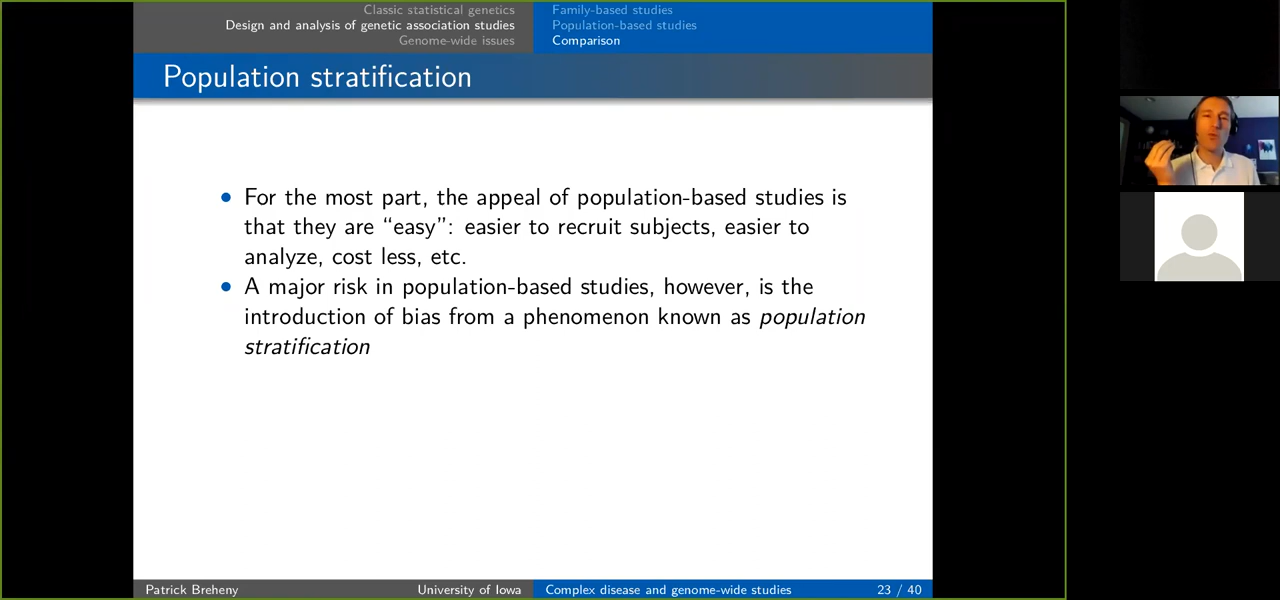 Classic statistical genetics
Design and analysis of genetic association studies
Genome-wide issues
Family-based studies
Population-based studies
Comparison
Population stratification
• For the most part, the appeal of population-based studies is
that they are “easy”: easier to recruit subjects, easier to
analyze, cost less, etc.
• A major risk in population-based studies, however, is the
introduction of bias from a phenomenon known as population
stratification
Patrick Breheny
University of Iowa
Complex disease and genome-wide studies
23 / 40